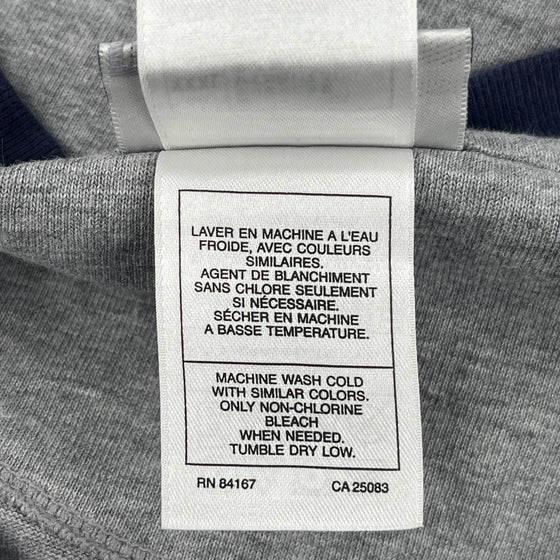 LAVER EN MACHINE A L'EAU
FROIDE, AVEC COULEURS
SIMILAIRES.
AGENT DE BLANCHIMENT
SANS CHLORE SEULEMENT
SI NÉCESSAIRE.
SÉCHER EN MACHINE
A BASSE TEMPERATURE.
MACHINE WASH COLD
WITH SIMILAR COLORS.
ONLY NON-CHLORINE
BLEACH
WHEN NEEDED.
TUMBLE DRY LOW.
RN 84167 CA 25083